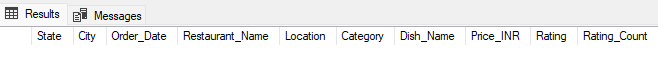 Results Messages
State City Order_Date Restaurant_Name Location Category Dish_Name Price_INR Rating Rating_Count